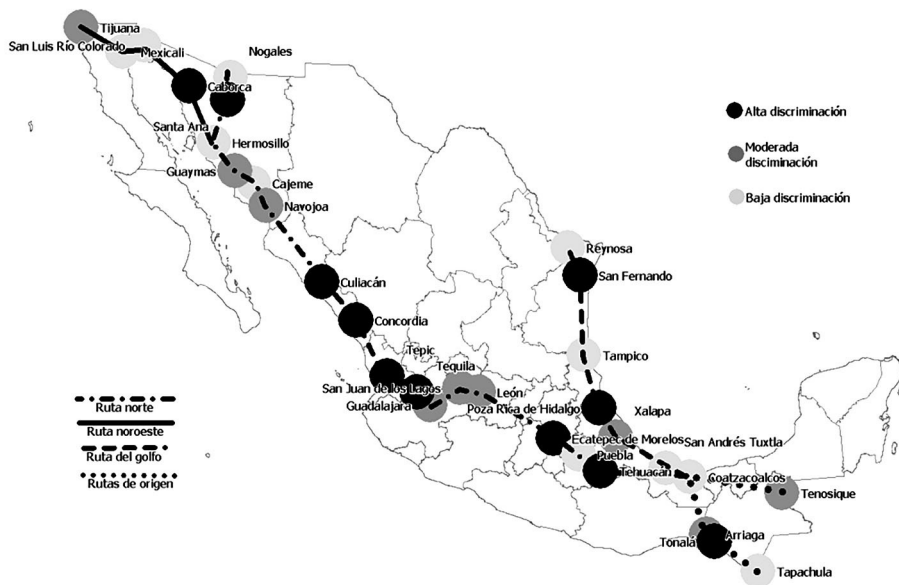 Tijuana
San Luis Río Colorado
Mexicali
Nogales
Caborca
Santa Ana
Hermosillo
Guaymas
Cajeme
Navojoa
Culiacán
Concordia
Tepic
Tequila
San Juan de los Lagos
León
Guadalajara
Alta discriminación
Moderada
disciminación
Baja discriminación
Reynosa
San Fernando
Tampico
Poza Rica de Hidalgo
Xalapa
Ecatepec de Morelos
San Andrés Tuxtla
Puebla
Tehuacán
Coatzacoalcos
Tenosique
Tonalá
Arriaga
Tapachula
Ruta norte
Ruta noroeste
Ruta del golfo
Rutas de origen